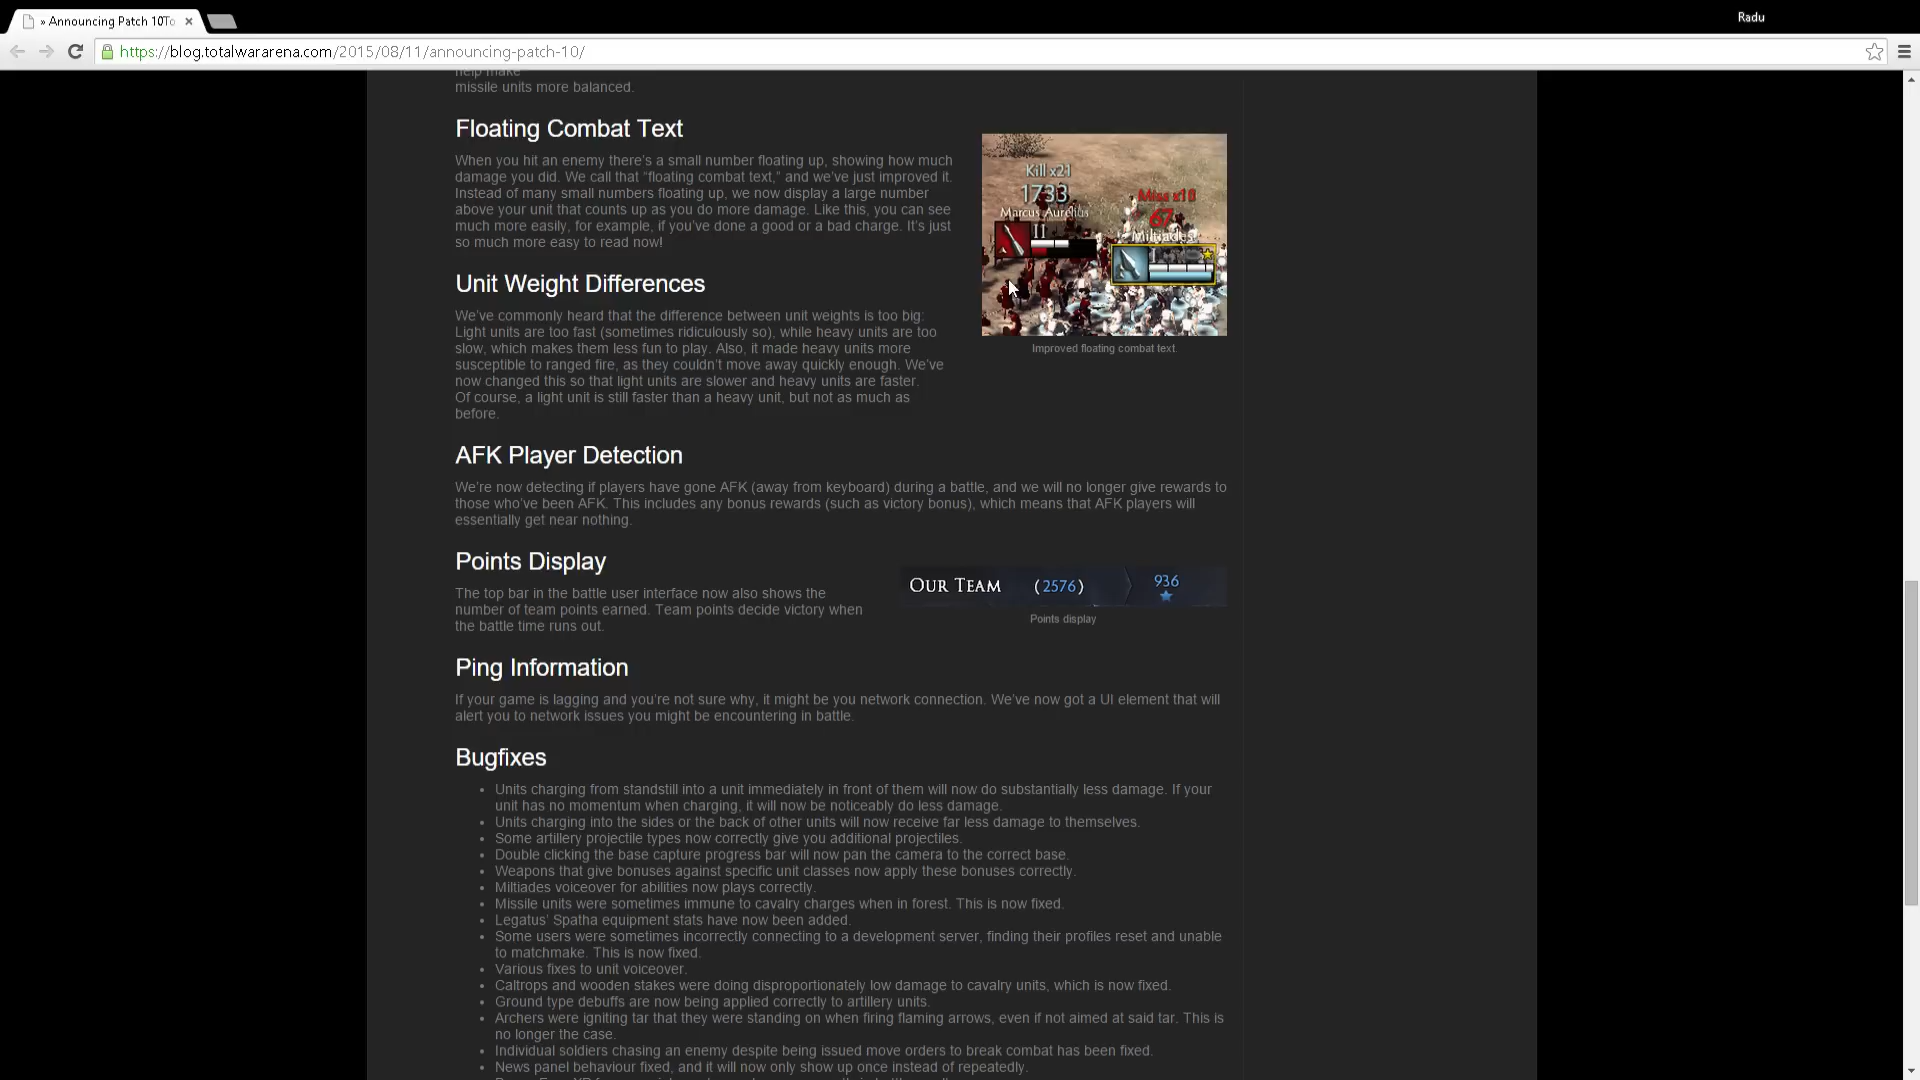 » Announcing Patch 10To
Radu
https://blog.totalwararena.com/2015/08/11/announcing-patch-10/
help make
missile units more balanced.
Floating Combat Text
When you hit an enemy there's a small number floating up, showing how much
damage you did. We call that “floating combat text,” and we've just improved it.
Instead of many small numbers floating up, we now display a large number
above your unit that counts up as you do more damage. Like this, you can see
much more easily, for example, if you've done a good or a bad charge. It's just
so much more easy to read now!
Kill x21
1733
Marcus Aurelius
II
Miss x18
67
Miltiades
I
Improved floating combat text.
Unit Weight Differences
We've commonly heard that the difference between unit weights is too big:
Light units are too fast (sometimes ridiculously so), while heavy units are too
slow, which makes them less fun to play. Also, it made heavy units more
susceptible to ranged fire, as they couldn't move away quickly enough. We've
now changed this so that light units are slower and heavy units are faster.
Of course, a light unit is still faster than a heavy unit, but not as much as
before.
AFK Player Detection
We're now detecting if players have gone AFK (away from keyboard) during a battle, and we will no longer give rewards to
those who've been AFK. This includes any bonus rewards (such as victory bonus), which means that AFK players will
essentially get near nothing.
Points Display
The top bar in the battle user interface now also shows the
number of team points earned. Team points decide victory when
the battle time runs out.
OUR TEAM (2576) 936
Points display
Ping Information
If your game is lagging and you're not sure why, it might be you network connection. We've now got a UI element that will
alert you to network issues you might be encountering in battle.
Bugfixes
• Units charging from standstill into a unit immediately in front of them will now do substantially less damage. If your
unit has no momentum when charging, it will now be noticeably do less damage.
• Units charging into the sides or the back of other units will now receive far less damage to themselves.
• Some artillery projectile types now correctly give you additional projectiles.
• Double clicking the base capture progress bar will now pan the camera to the correct base.
• Weapons that give bonuses against specific unit classes now apply these bonuses correctly.
• Miltiades voiceover for abilities now plays correctly.
• Missile units were sometimes immune to cavalry charges when in forest. This is now fixed.
• Legatus' Spatha equipment stats have now been added.
• Some users were sometimes incorrectly connecting to a development server, finding their profiles reset and unable
to matchmake. This is now fixed.
• Various fixes to unit voiceover.
• Caltrops and wooden stakes were doing disproportionately low damage to cavalry units, which is now fixed.
• Ground type debuffs are now being applied correctly to artillery units.
• Archers were igniting tar that they were standing on when firing flaming arrows, even if not aimed at said tar. This is
no longer the case.
• Individual soldiers chasing an enemy despite being issued move orders to break combat has been fixed.
• News panel behaviour fixed, and it will now only show up once instead of repeatedly.